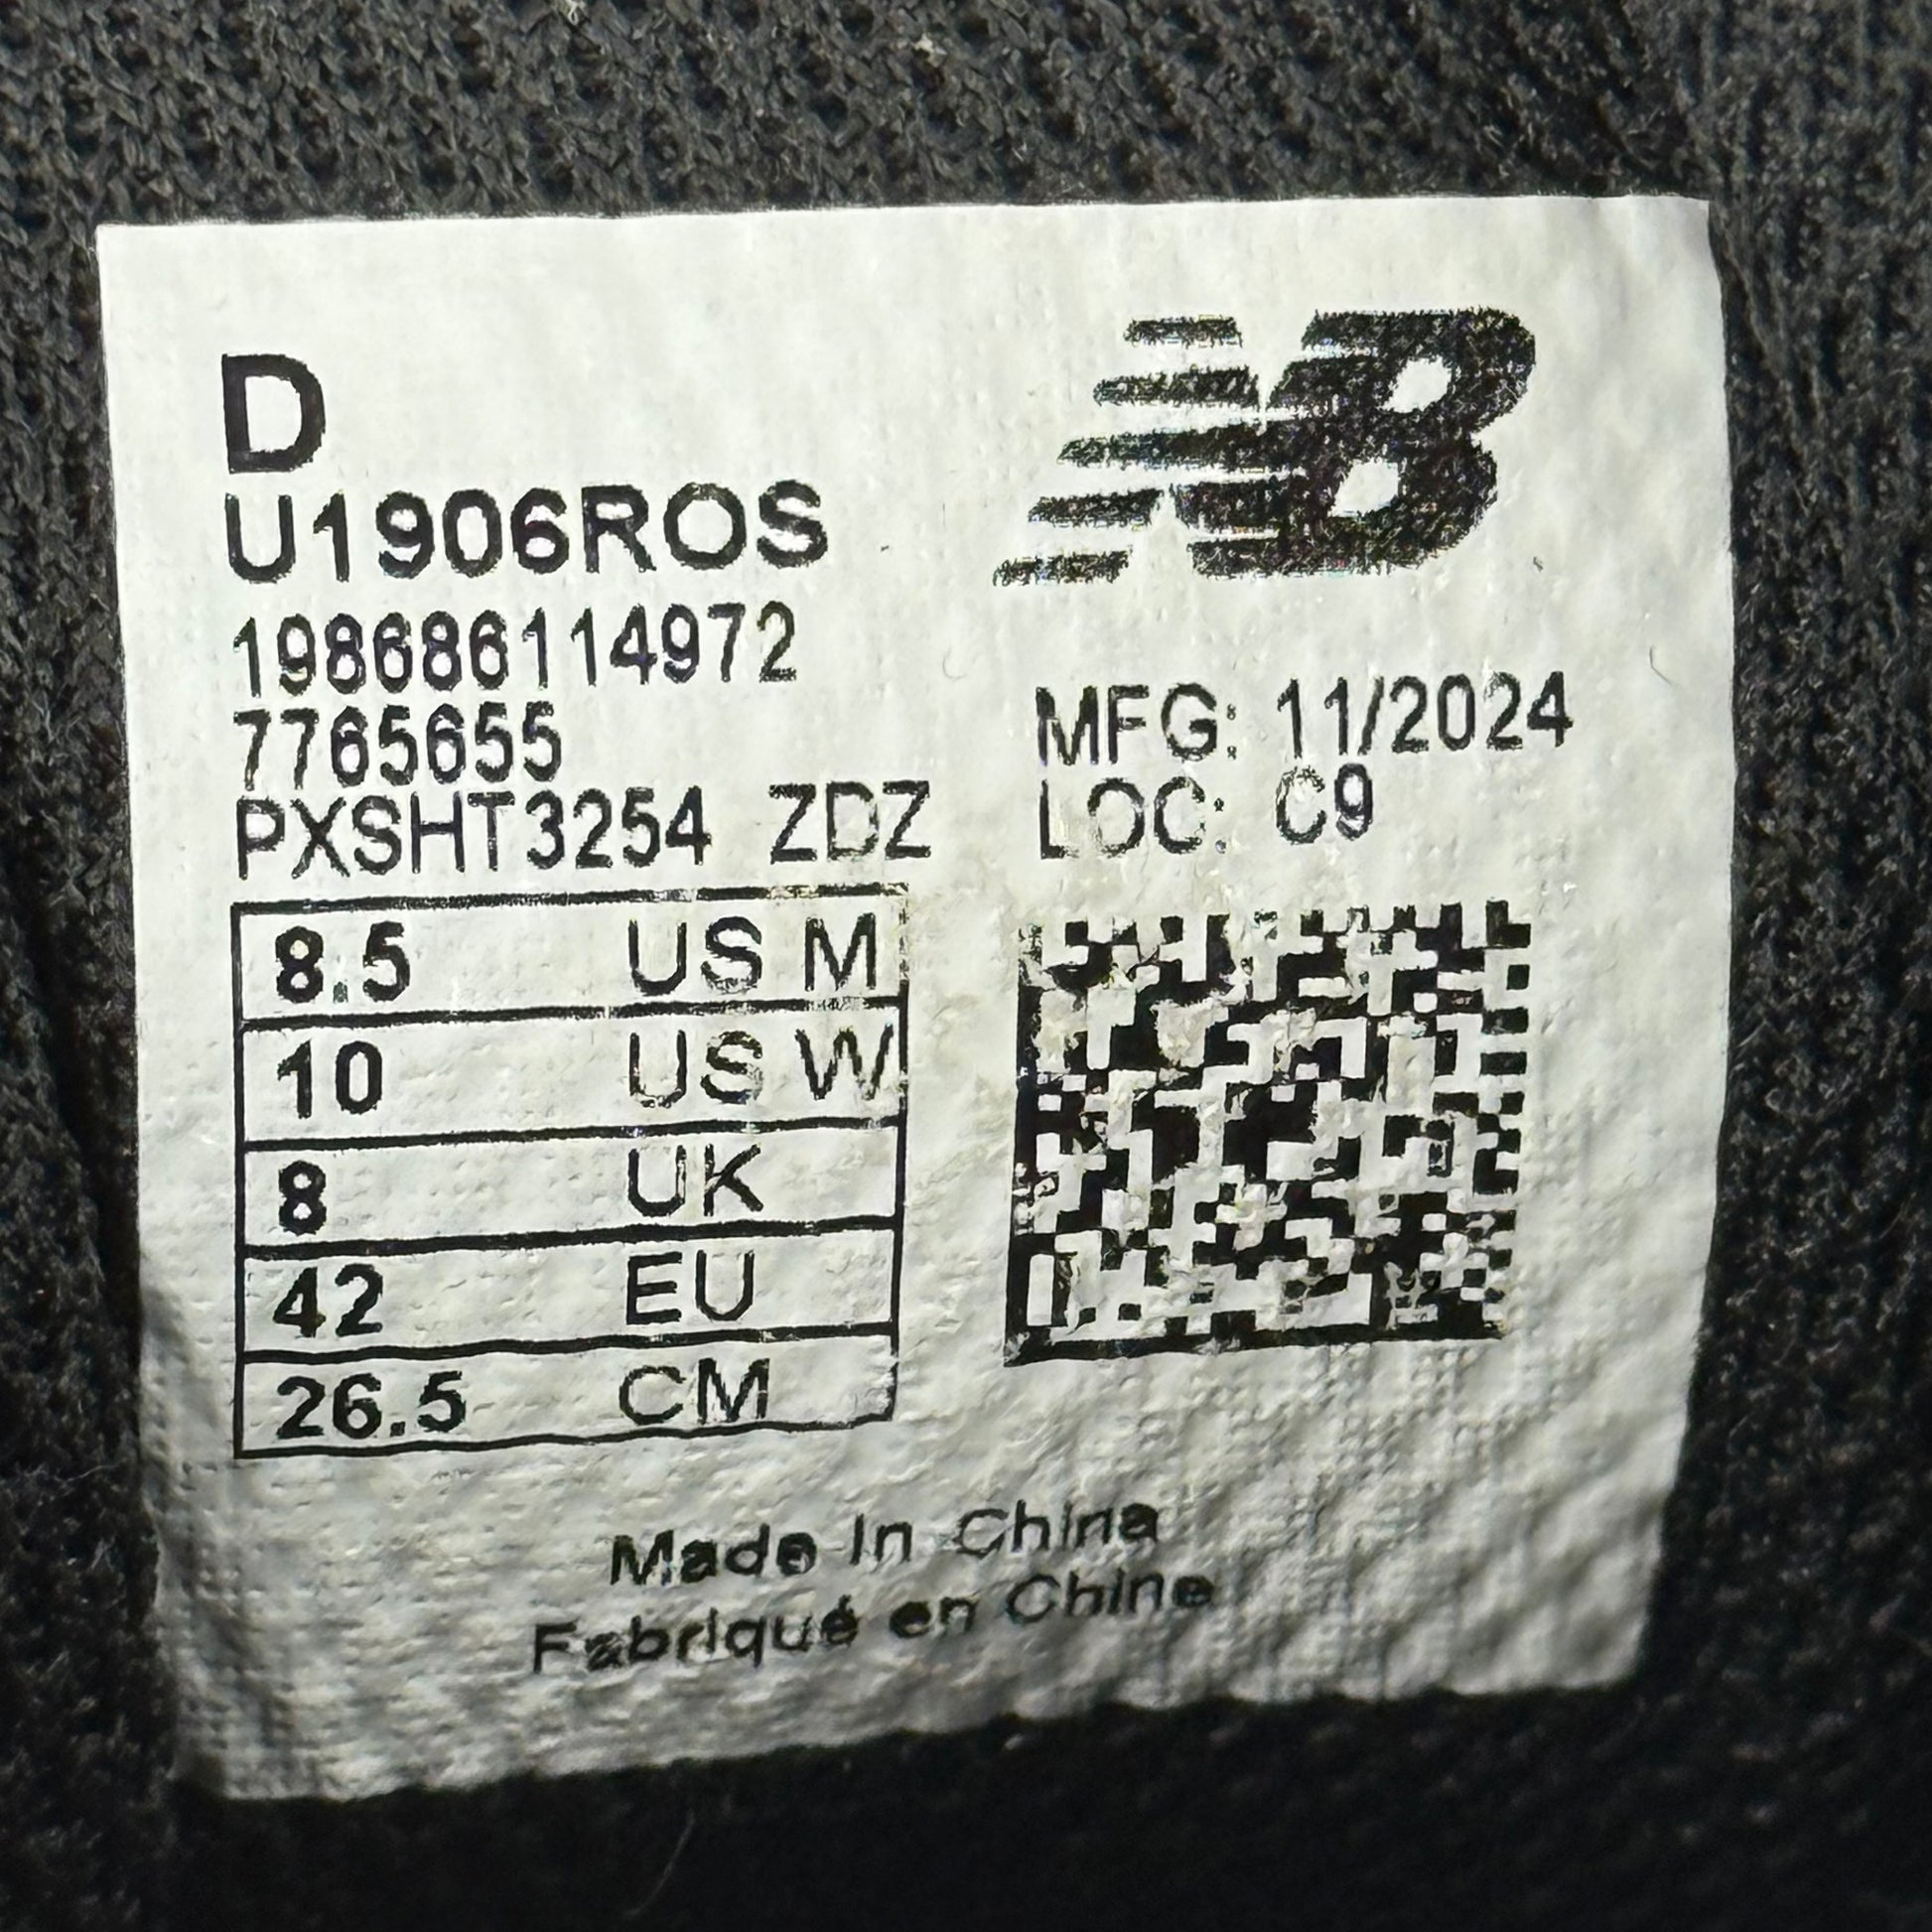 D
U1906ROS
198686114972
7765655
PXSHT3254 ZDZ
NB
MFG: 11/2024
LOC: C9
8.5 US M
10 US W
8 UK
42 EU
26.5 CM
Made In China
Fabriqué en Chine